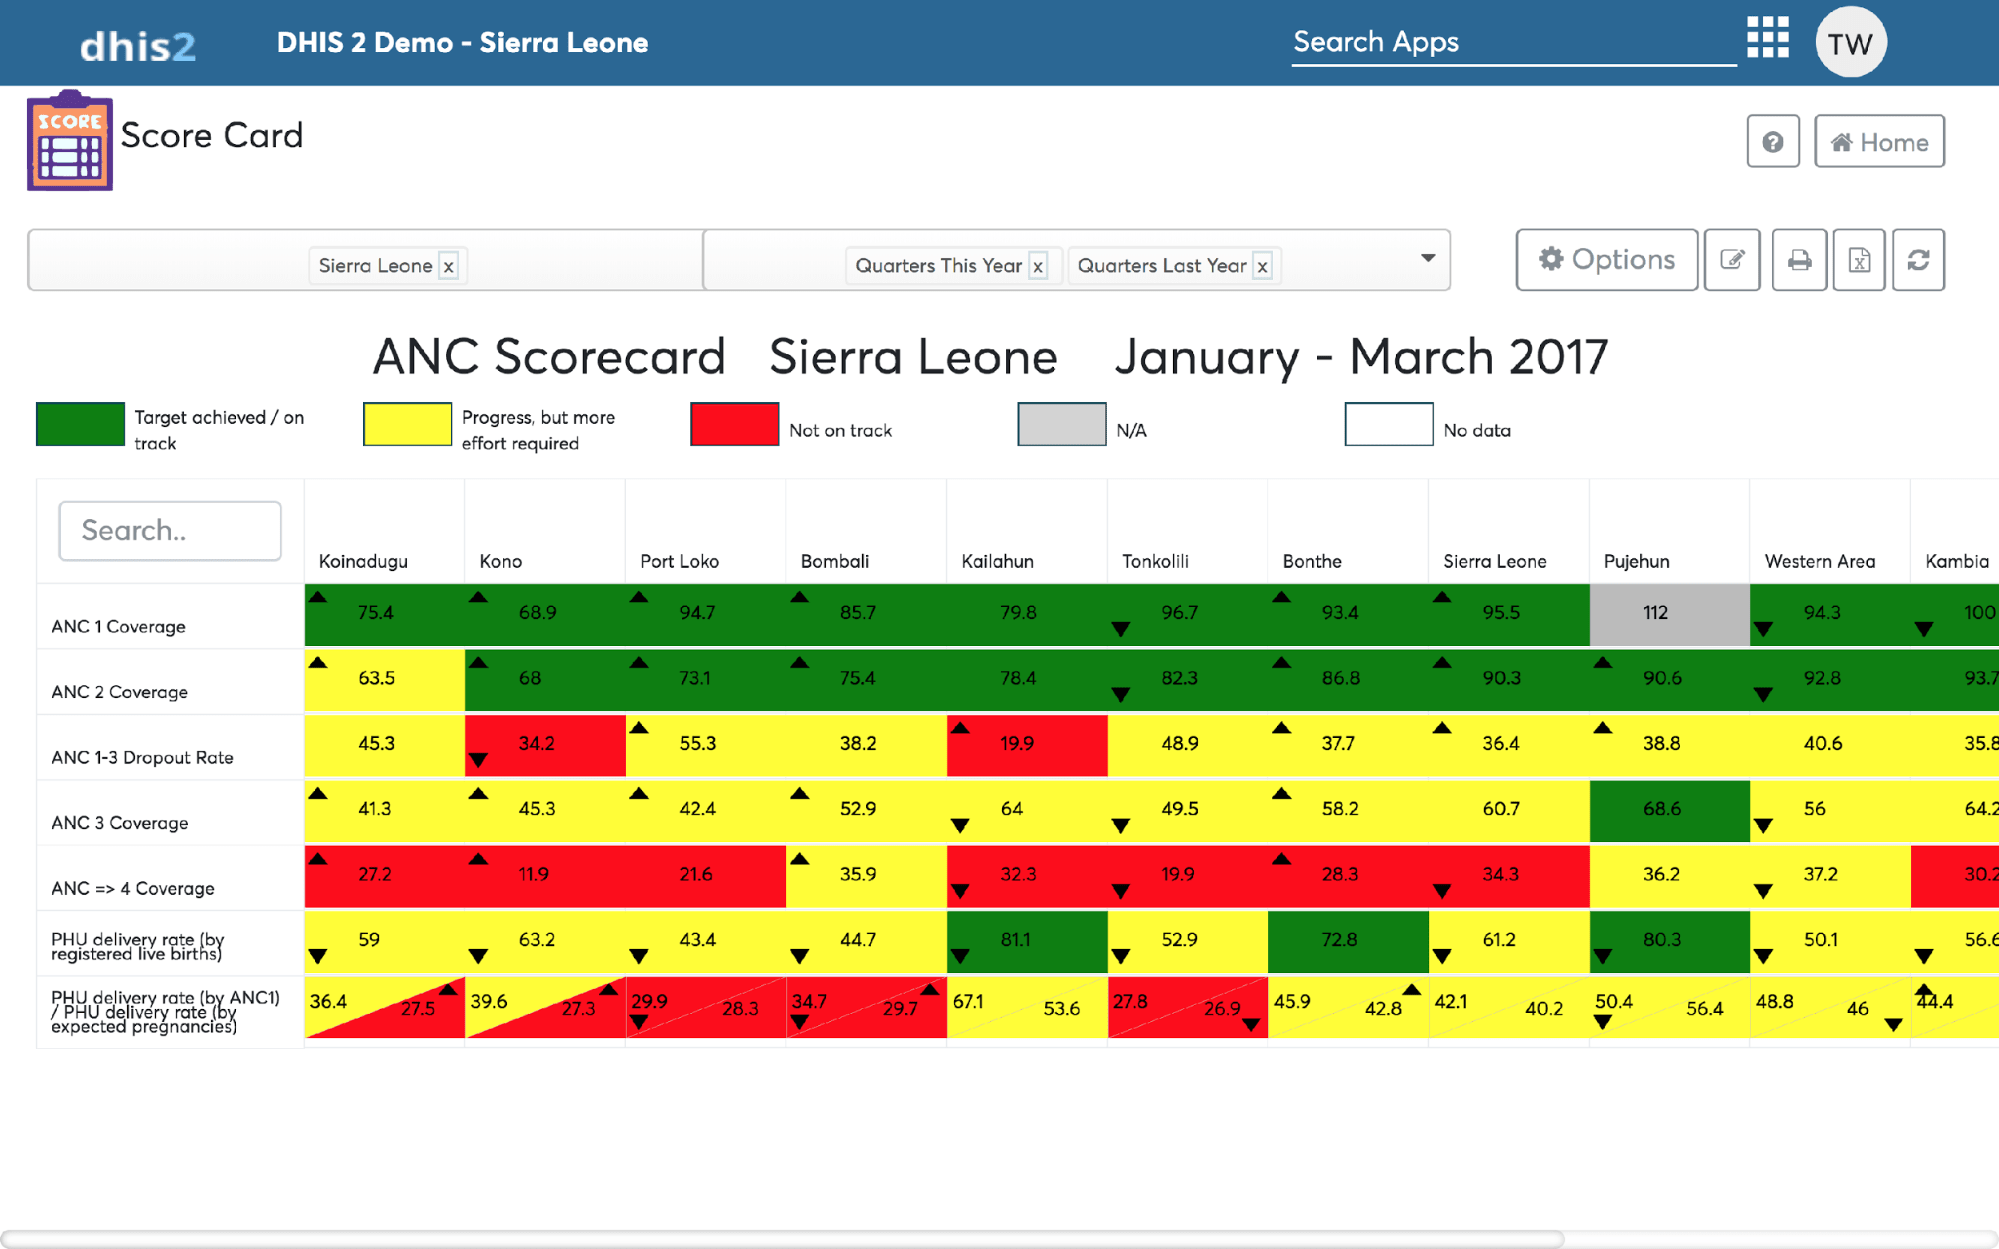 dhis2 DHIS 2 Demo - Sierra Leone Search Apps TW
SCORE Score Card Home
Sierra Leone x Quarters This Year x Quarters Last Year x Options
ANC Scorecard Sierra Leone January - March 2017
Target achieved / on
track
Progress, but more
effort required
Not on track
N/A
No data
Search.. Koinadugu Kono Port Loko Bombali Kailahun Tonkolili Bonthe Sierra Leone Pujehun Western Area Kambia
ANC 1 Coverage 75.4 68.9 94.7 85.7 79.8 96.7 93.4 95.5 112 94.3 100
ANC 2 Coverage 63.5 68 73.1 75.4 78.4 82.3 86.8 90.3 90.6 92.8 93.7
ANC 1-3 Dropout Rate 45.3 34.2 55.3 38.2 19.9 48.9 37.7 36.4 38.8 40.6 35.8
ANC 3 Coverage 41.3 45.3 42.4 52.9 64 49.5 58.2 60.7 68.6 56 64.2
ANC => 4 Coverage 27.2 11.9 21.6 35.9 32.3 19.9 28.3 34.3 36.2 37.2 30.2
PHU delivery rate (by
registered live births) 59 63.2 43.4 44.7 81.1 52.9 72.8 61.2 80.3 50.1 56.6
PHU delivery rate (by ANC1)
/ PHU delivery rate (by
expected pregnancies) 36.4 27.5 39.6 27.3 29.9 28.3 34.7 29.7 67.1 53.6 27.8 26.9 45.9 42.8 42.1 40.2 50.4 56.4 48.8 46 44.4